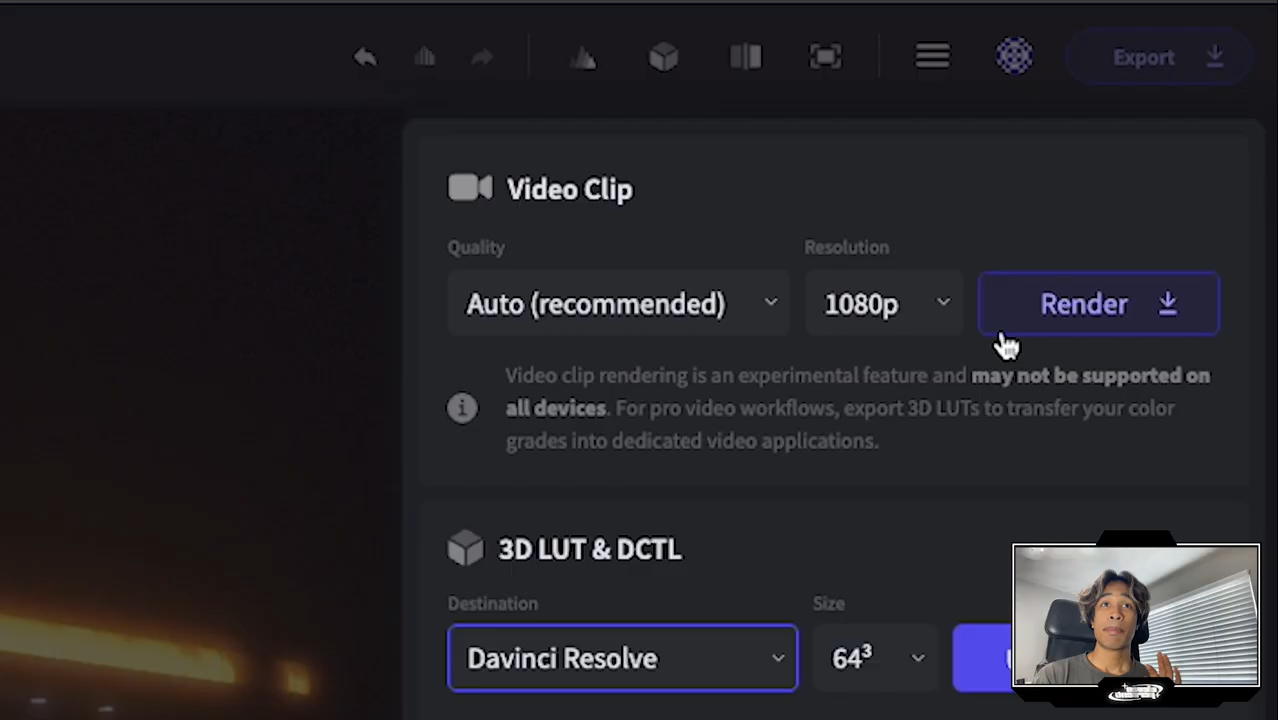 Export
Video Clip
Quality
Resolution
Auto (recommended)
1080p
Render
Video clip rendering is an experimental feature and may not be supported on
all devices. For pro video workflows, export 3D LUTs to transfer your color
grades into dedicated video applications.
3D LUT & DCTL
Destination
Size
Davinci Resolve
64³